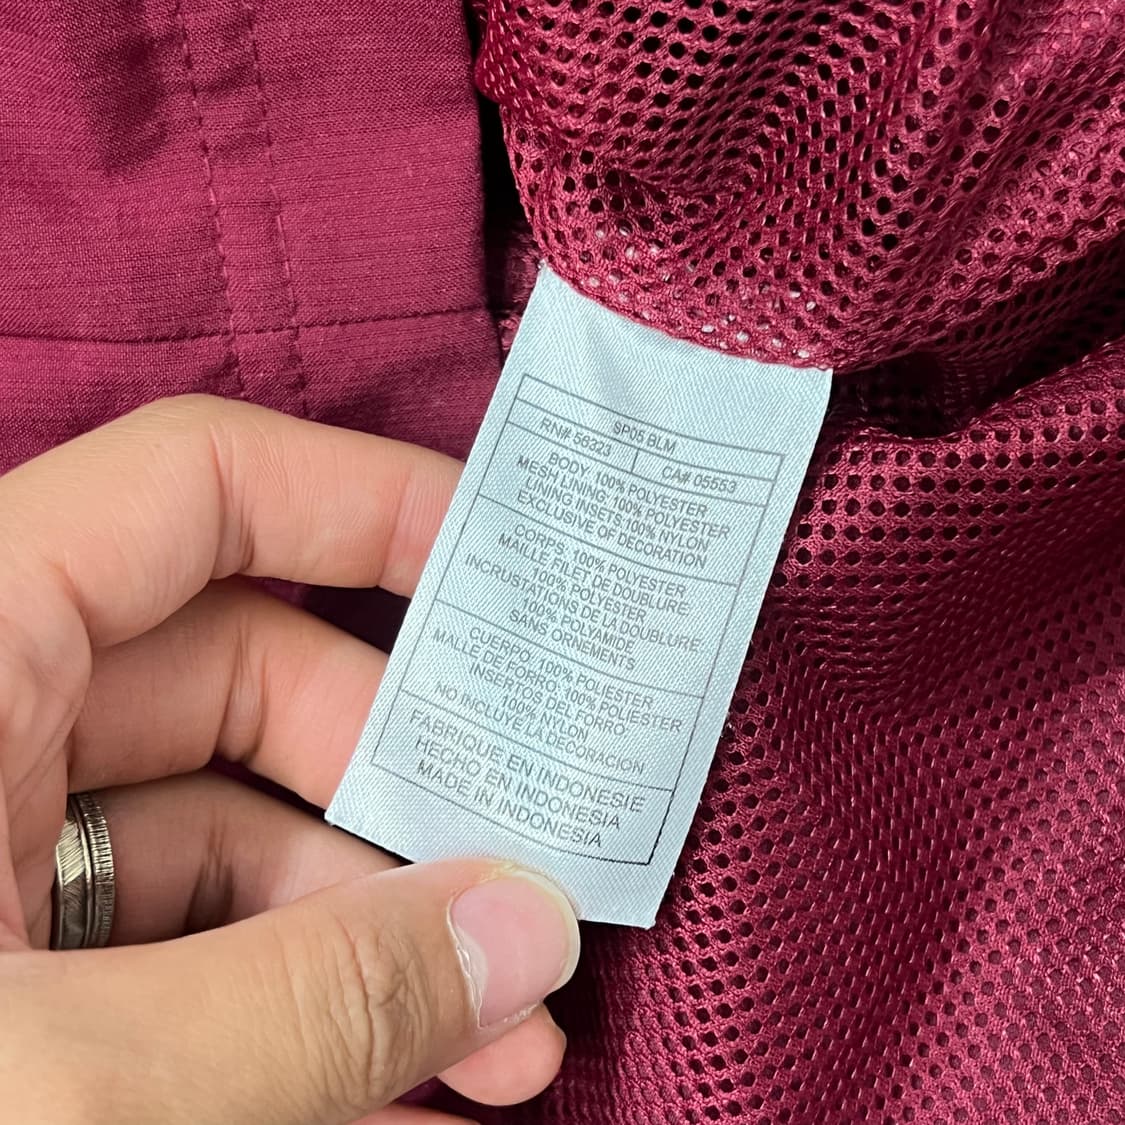 SP05 BLM
RN# 56323 CA# 05553
BODY: 100% POLYESTER
MESH LINING: 100% POLYESTER
LINING INSETS:100% NYLON
EXCLUSIVE OF DECORATION
CORPS: 100% POLYESTER
MAILLE FILET DE DOUBLURE:
100% POLYESTER
INCRUSTATIONS DE LA DOUBLURE:
100% POLYAMIDE
SANS ORNEMENTS
CUERPO: 100% POLIESTER
MALLE DE FORRO: 100% POLIESTER
INSERTOS DEL FORRO
100% NYLON
NO INCLUYE LA DECORACION
FABRIQUE EN INDONESIE
HECHO EN INDONESIA
MADE IN INDONESIA